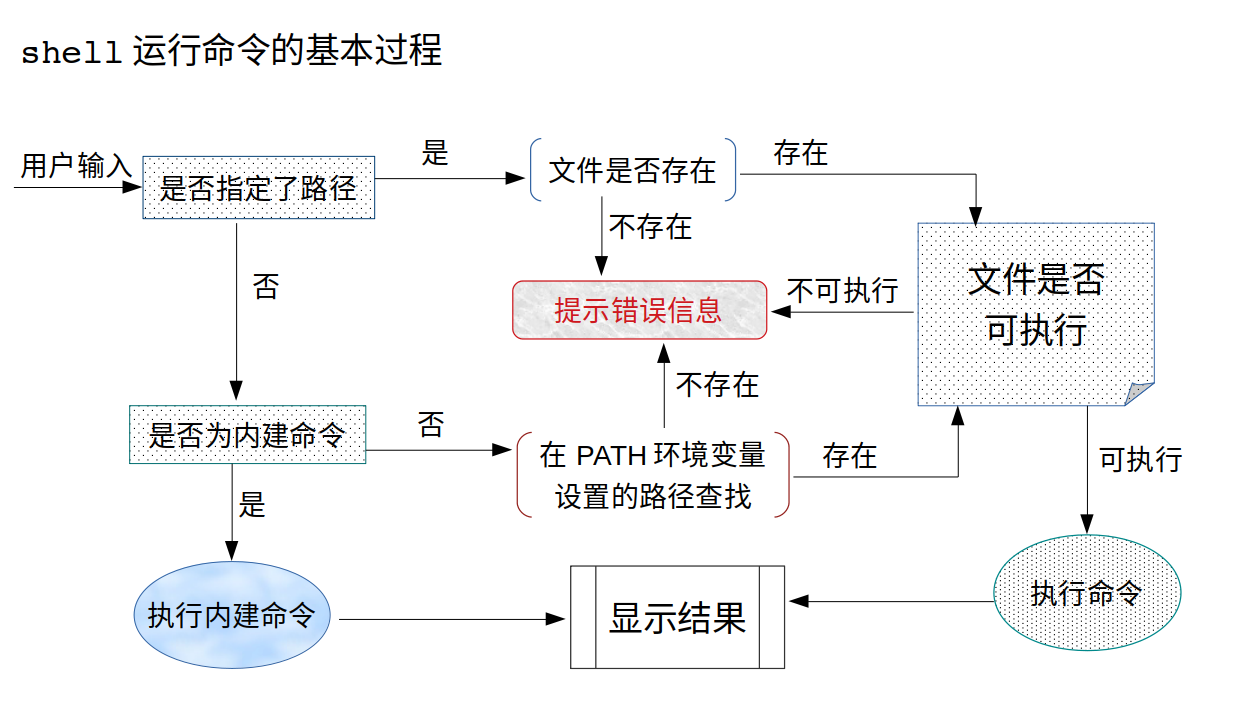 shell 运行命令的基本过程
用户输入
是否指定了路径
是
文件是否存在
存在
不存在
否
提示错误信息
不可执行
文件是否
可执行
不存在
是否为内建命令
否
在 PATH 环境变量
设置的路径查找
存在
可执行
是
执行内建命令
显示结果
执行命令